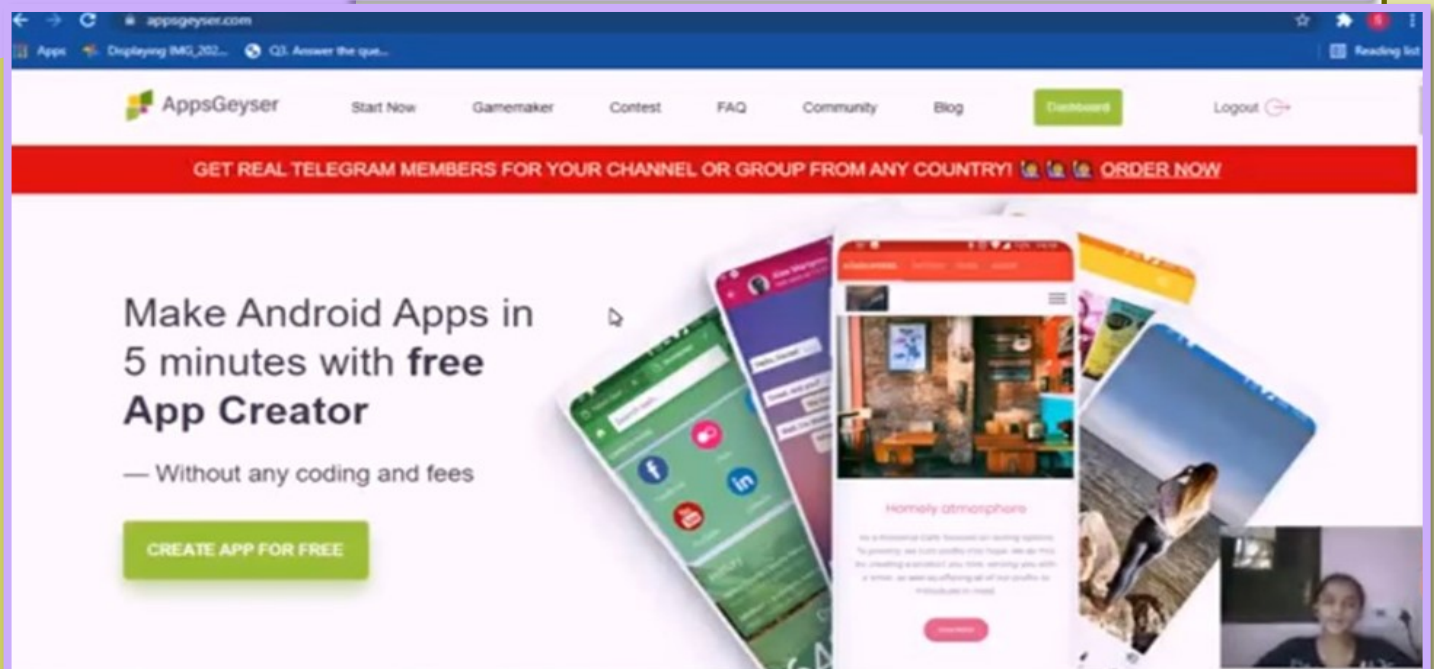 appsgeyser.com
Apps Displaying IMG_202... Q3. Answer the que... Reading list
AppsGeyser Start Now Gamemaker Contest FAQ Community Blog Dashboard Logout
GET REAL TELEGRAM MEMBERS FOR YOUR CHANNEL OR GROUP FROM ANY COUNTRY! ORDER NOW
Make Android Apps in
5 minutes with free
App Creator
— Without any coding and fees
CREATE APP FOR FREE
Homely atmosphere